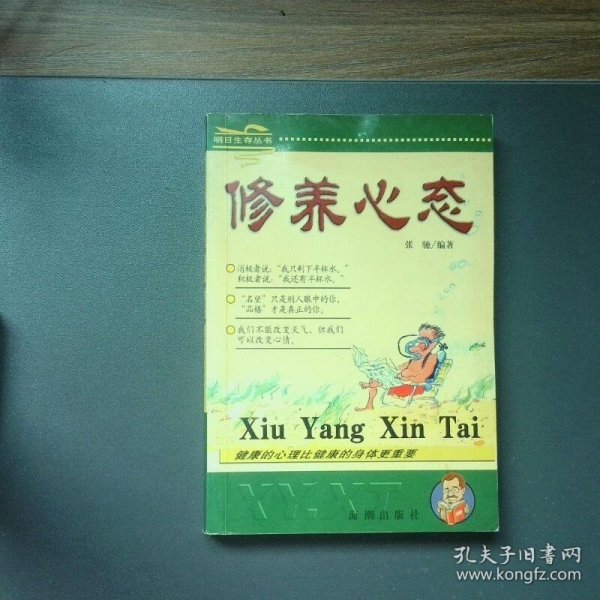 明日生存丛书
修养心态
张 驰/编著
消极者说:“我只剩下半杯水。”
积极者说:“我还有半杯水。
“名望”只是别人眼中的你,
“品格”才是真正的你。
我们不能改变天气,但我们
可以改变心情。
Xiu Yang Xin Tai
健康的心理比健康的身体更重要
XY.XT
海潮出版社
孔夫子旧书网
www.kongfz.com